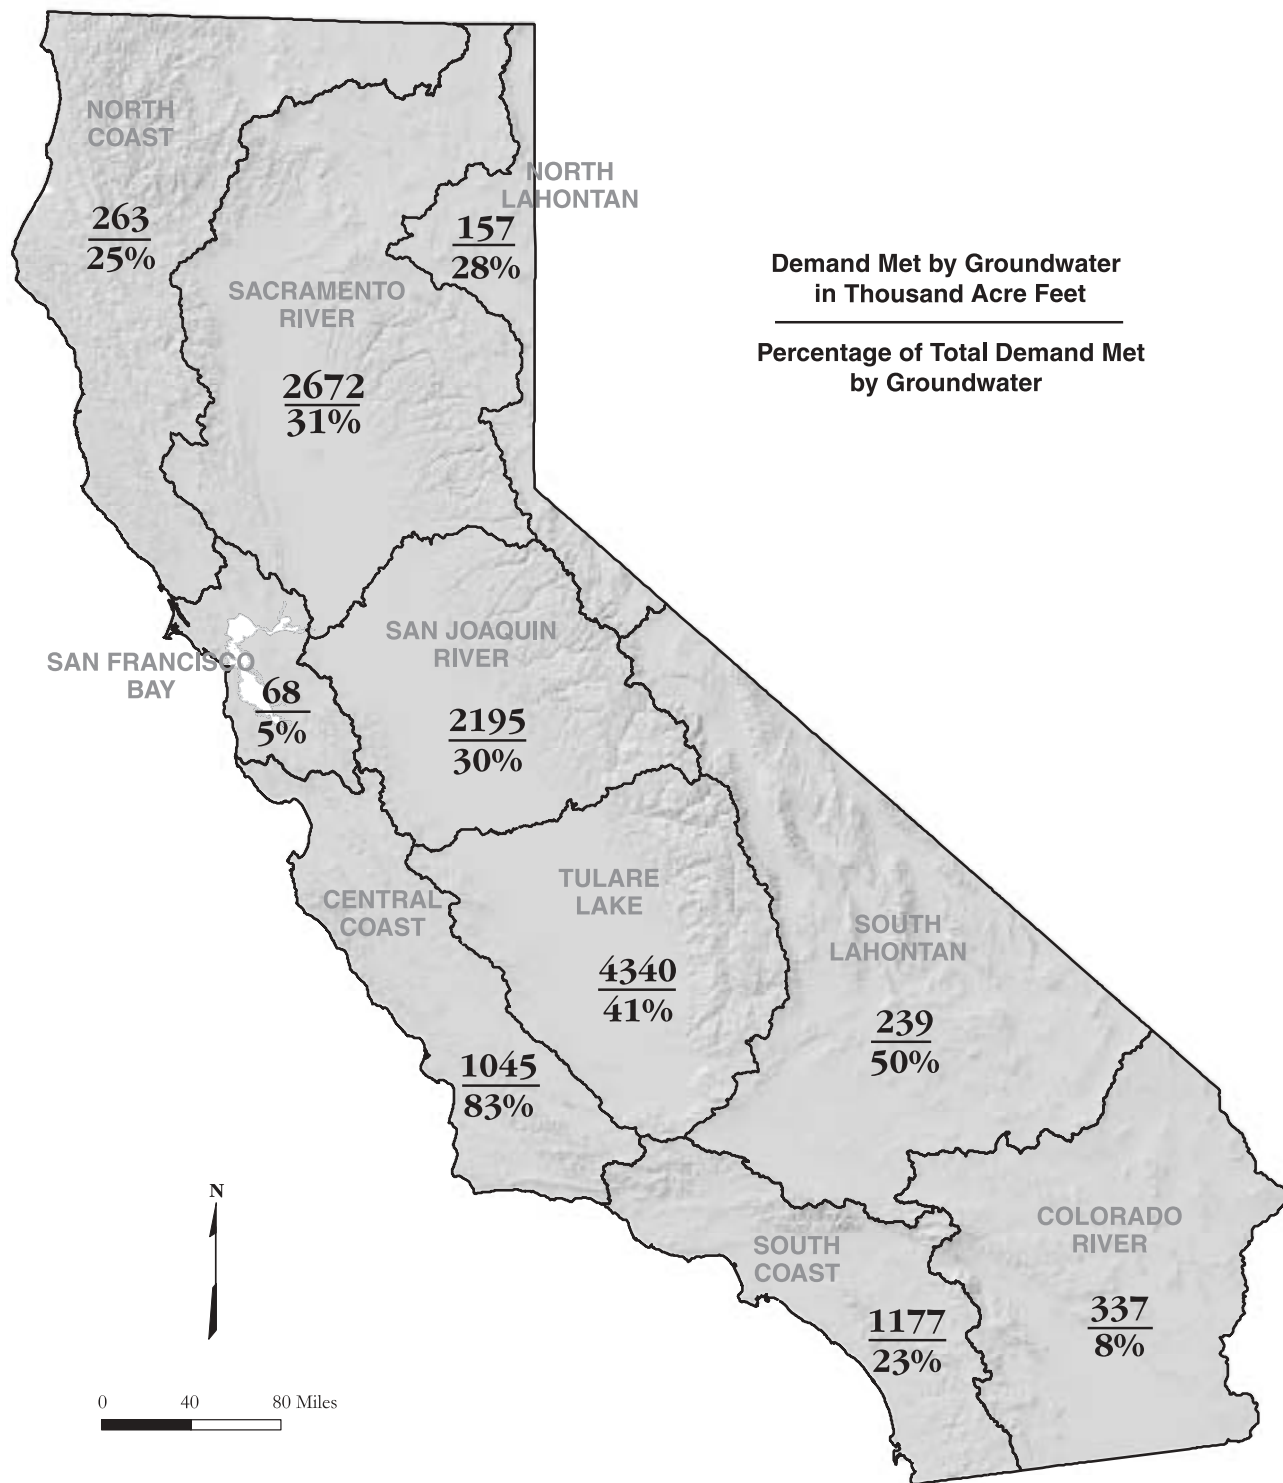 NORTH
COAST
263
25%
NORTH
LAHONTAN
157
28%
SACRAMENTO
RIVER
2672
31%
Demand Met by Groundwater
in Thousand Acre Feet
Percentage of Total Demand Met
by Groundwater
SAN FRANCISCO
BAY
68
5%
SAN JOAQUIN
RIVER
2195
30%
CENTRAL
COAST
1045
83%
TULARE
LAKE
4340
41%
SOUTH
LAHONTAN
239
50%
SOUTH
COAST
1177
23%
COLORADO
RIVER
337
8%
N
0 40 80 Miles